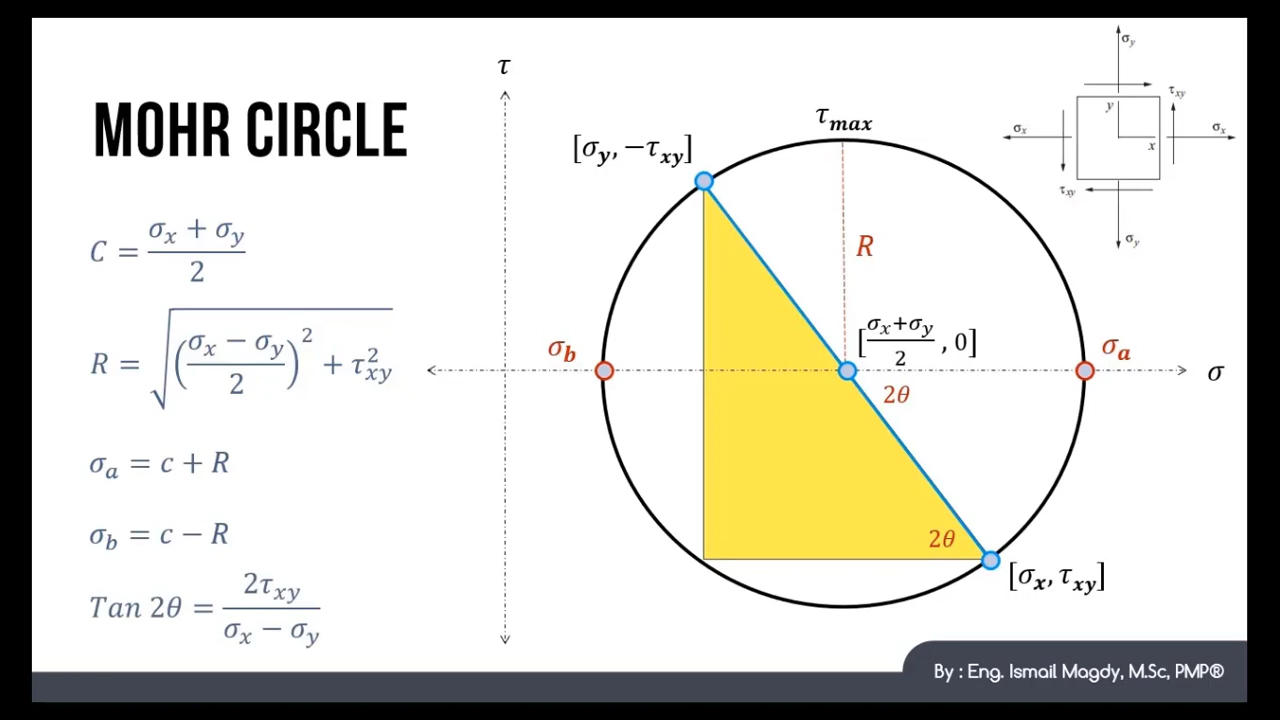 MOHR CIRCLE
C = (σx + σy)/2
R = √(((σx − σy)/2)² + τ²xy)
σa = c + R
σb = c − R
Tan 2θ = 2τxy/(σx − σy)
τ
[σy, −τxy]
τmax
R
[(σx+σy)/2 , 0]
σb
σa
σ
2θ
2θ
[σx, τxy]
σy
τxy
y
σx
σx
x
τxy
σy
By : Eng. Ismail Magdy, M.Sc, PMP®